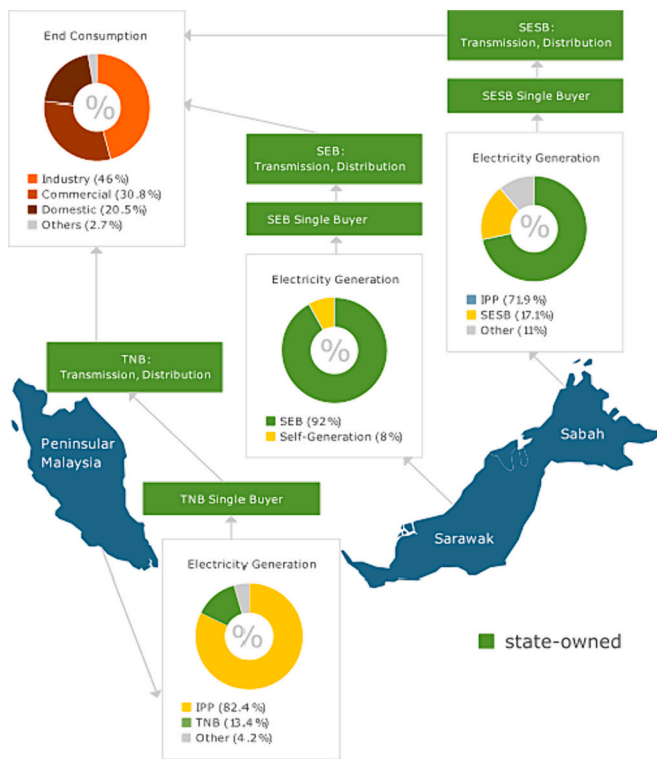 End Consumption
%
Industry (46%)
Commercial (30.8%)
Domestic (20.5%)
Others (2.7%)
SESB:
Transmission, Distribution
SESB Single Buyer
Electricity Generation
%
IPP (71.9%)
SESB (17.1%)
Other (11%)
SEB:
Transmission, Distribution
SEB Single Buyer
Electricity Generation
%
SEB (92%)
Self-Generation (8%)
TNB:
Transmission, Distribution
Peninsular
Malaysia
Sabah
Sarawak
TNB Single Buyer
Electricity Generation
%
IPP (82.4%)
TNB (13.4%)
Other (4.2%)
state-owned